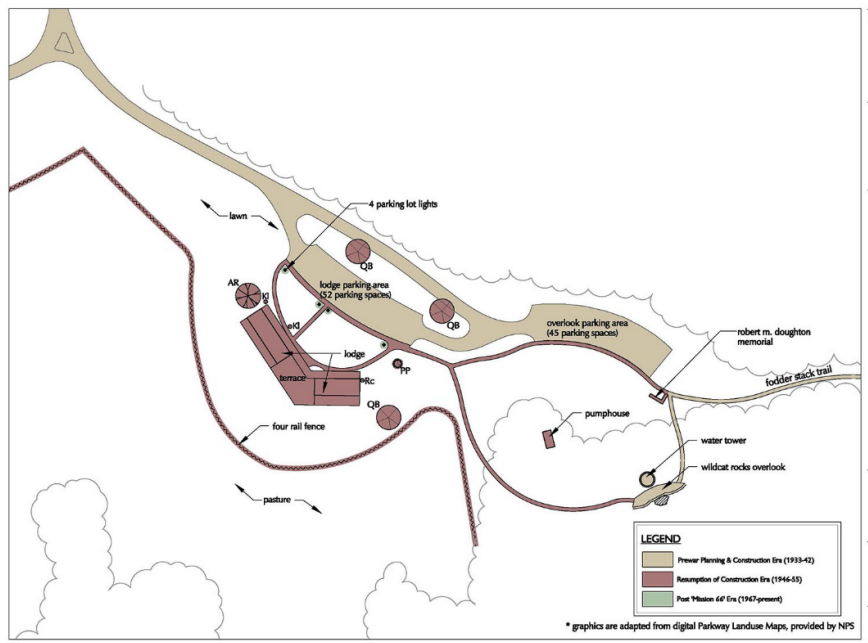 4 parking lot lights
lawn
QB
AR
Kl
lodge parking area
(52 parking spaces)
Kl
QB
overlook parking area
(45 parking spaces)
robert m. doughton
memorial
lodge
terrace
Rc
PP
fodder stack trail
QB
pumphouse
four rail fence
water tower
wildcat rocks overlook
pasture
LEGEND
Prewar Planning & Construction Era (1933-42)
Resumption of Construction Era (1946-55)
Post 'Mission 66' Era (1967-present)
* graphics are adapted from digital Parkway Landuse Maps, provided by NPS